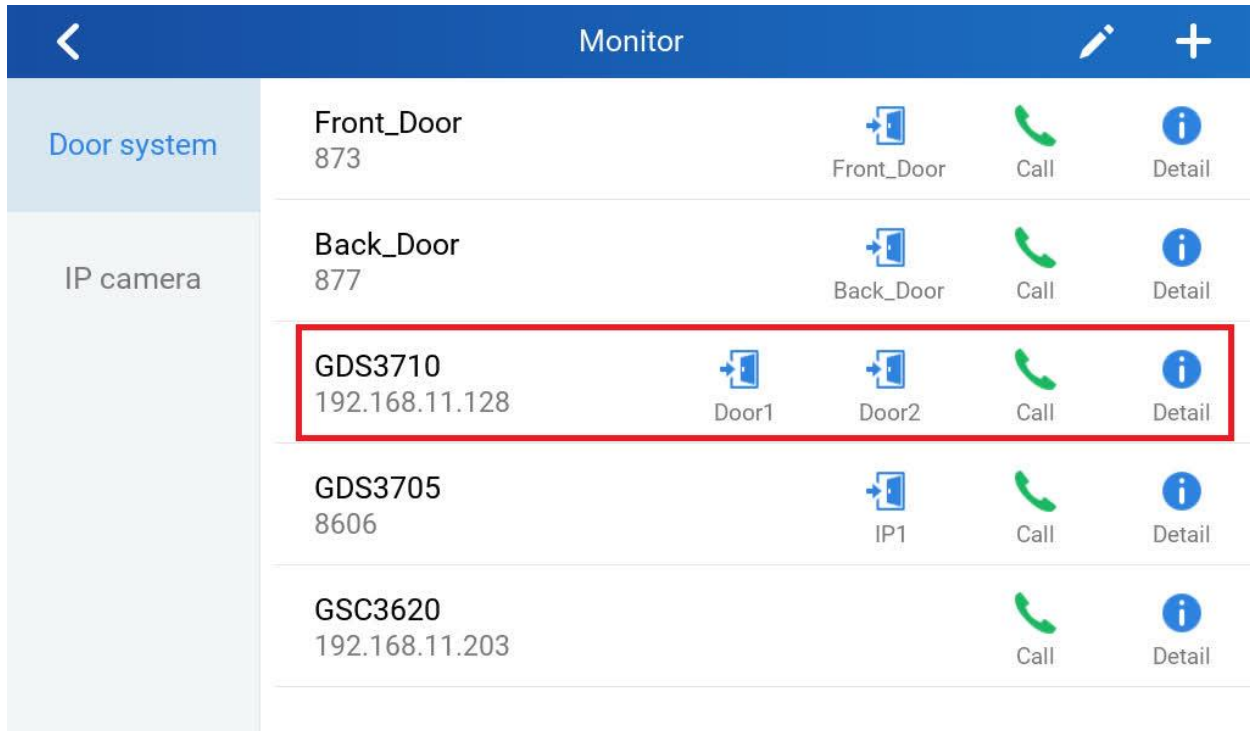 Monitor
Door system
IP camera
Front_Door
873
Front_Door
Call
Detail
Back_Door
877
Back_Door
Call
Detail
GDS3710
192.168.11.128
Door1
Door2
Call
Detail
GDS3705
8606
IP1
Call
Detail
GSC3620
192.168.11.203
Call
Detail